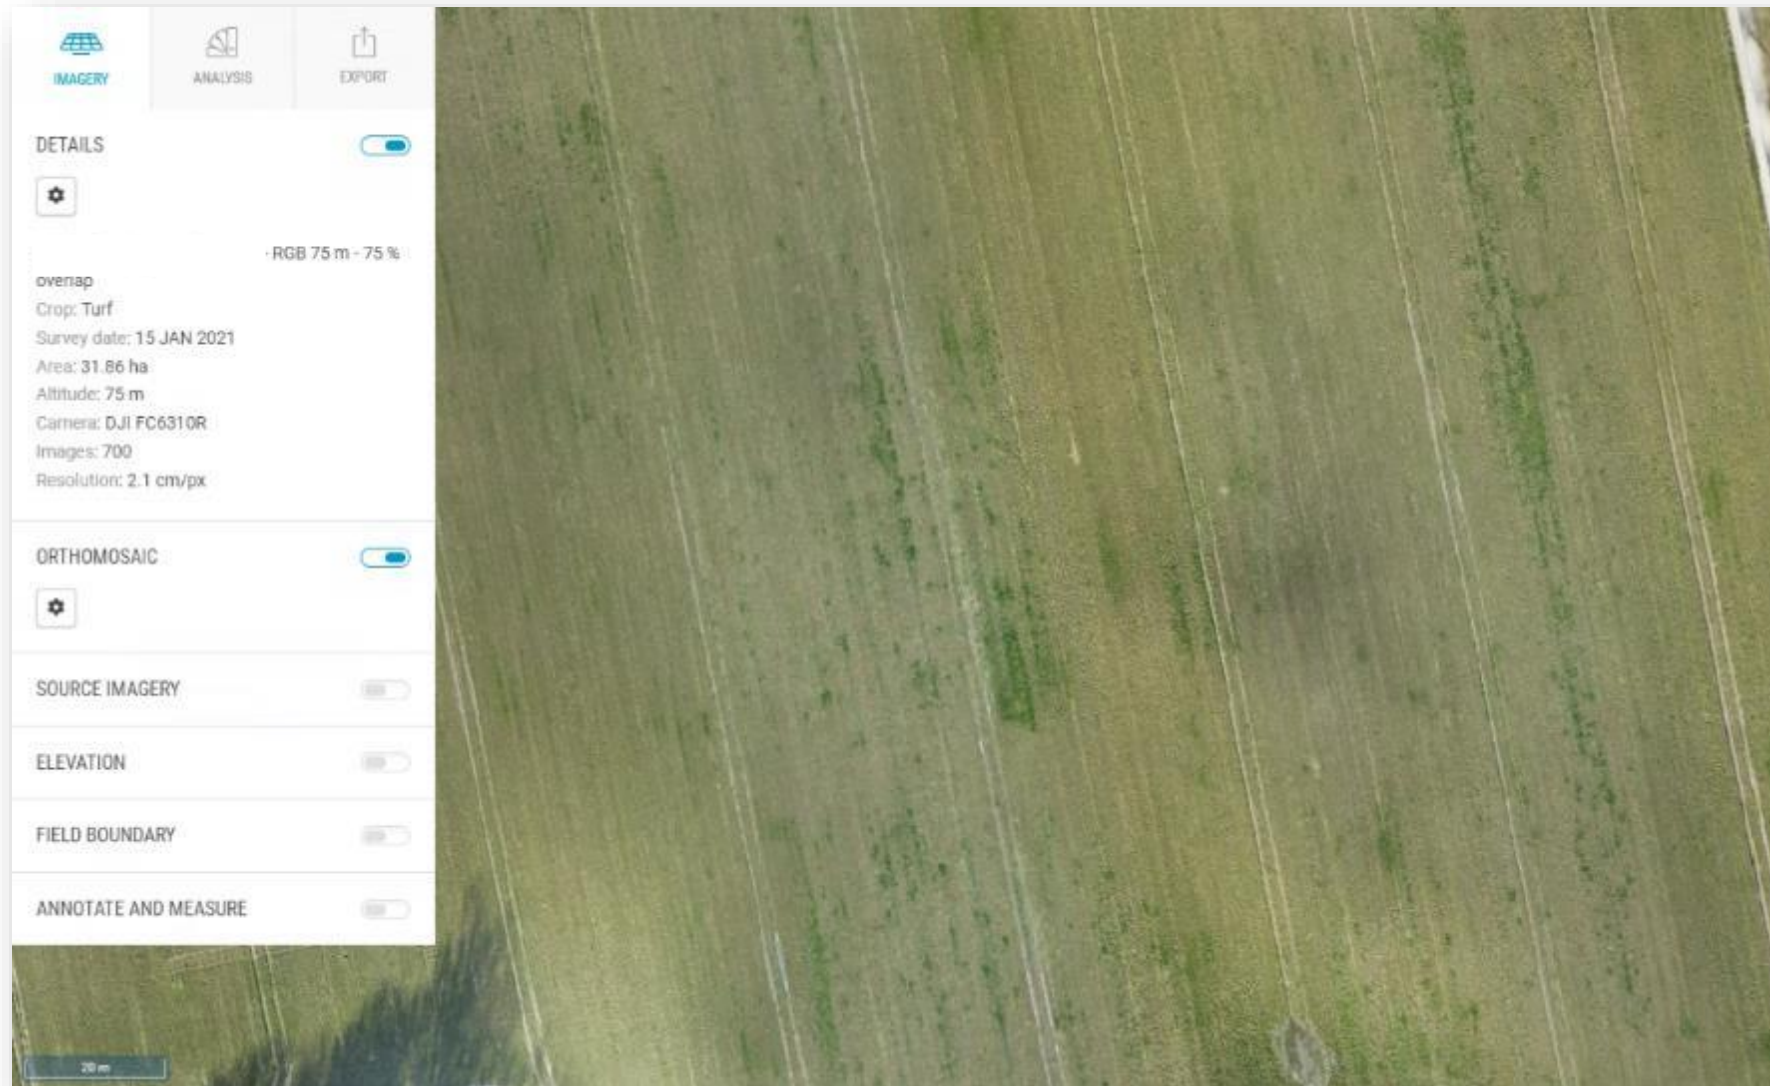 IMAGERY
ANALYSIS
EXPORT
DETAILS
- RGB 75 m - 75 %
overlap
Crop: Turf
Survey date: 15 JAN 2021
Area: 31.86 ha
Altitude: 75 m
Camera: DJI FC6310R
Images: 700
Resolution: 2.1 cm/px
ORTHOMOSAIC
SOURCE IMAGERY
ELEVATION
FIELD BOUNDARY
ANNOTATE AND MEASURE
20 m